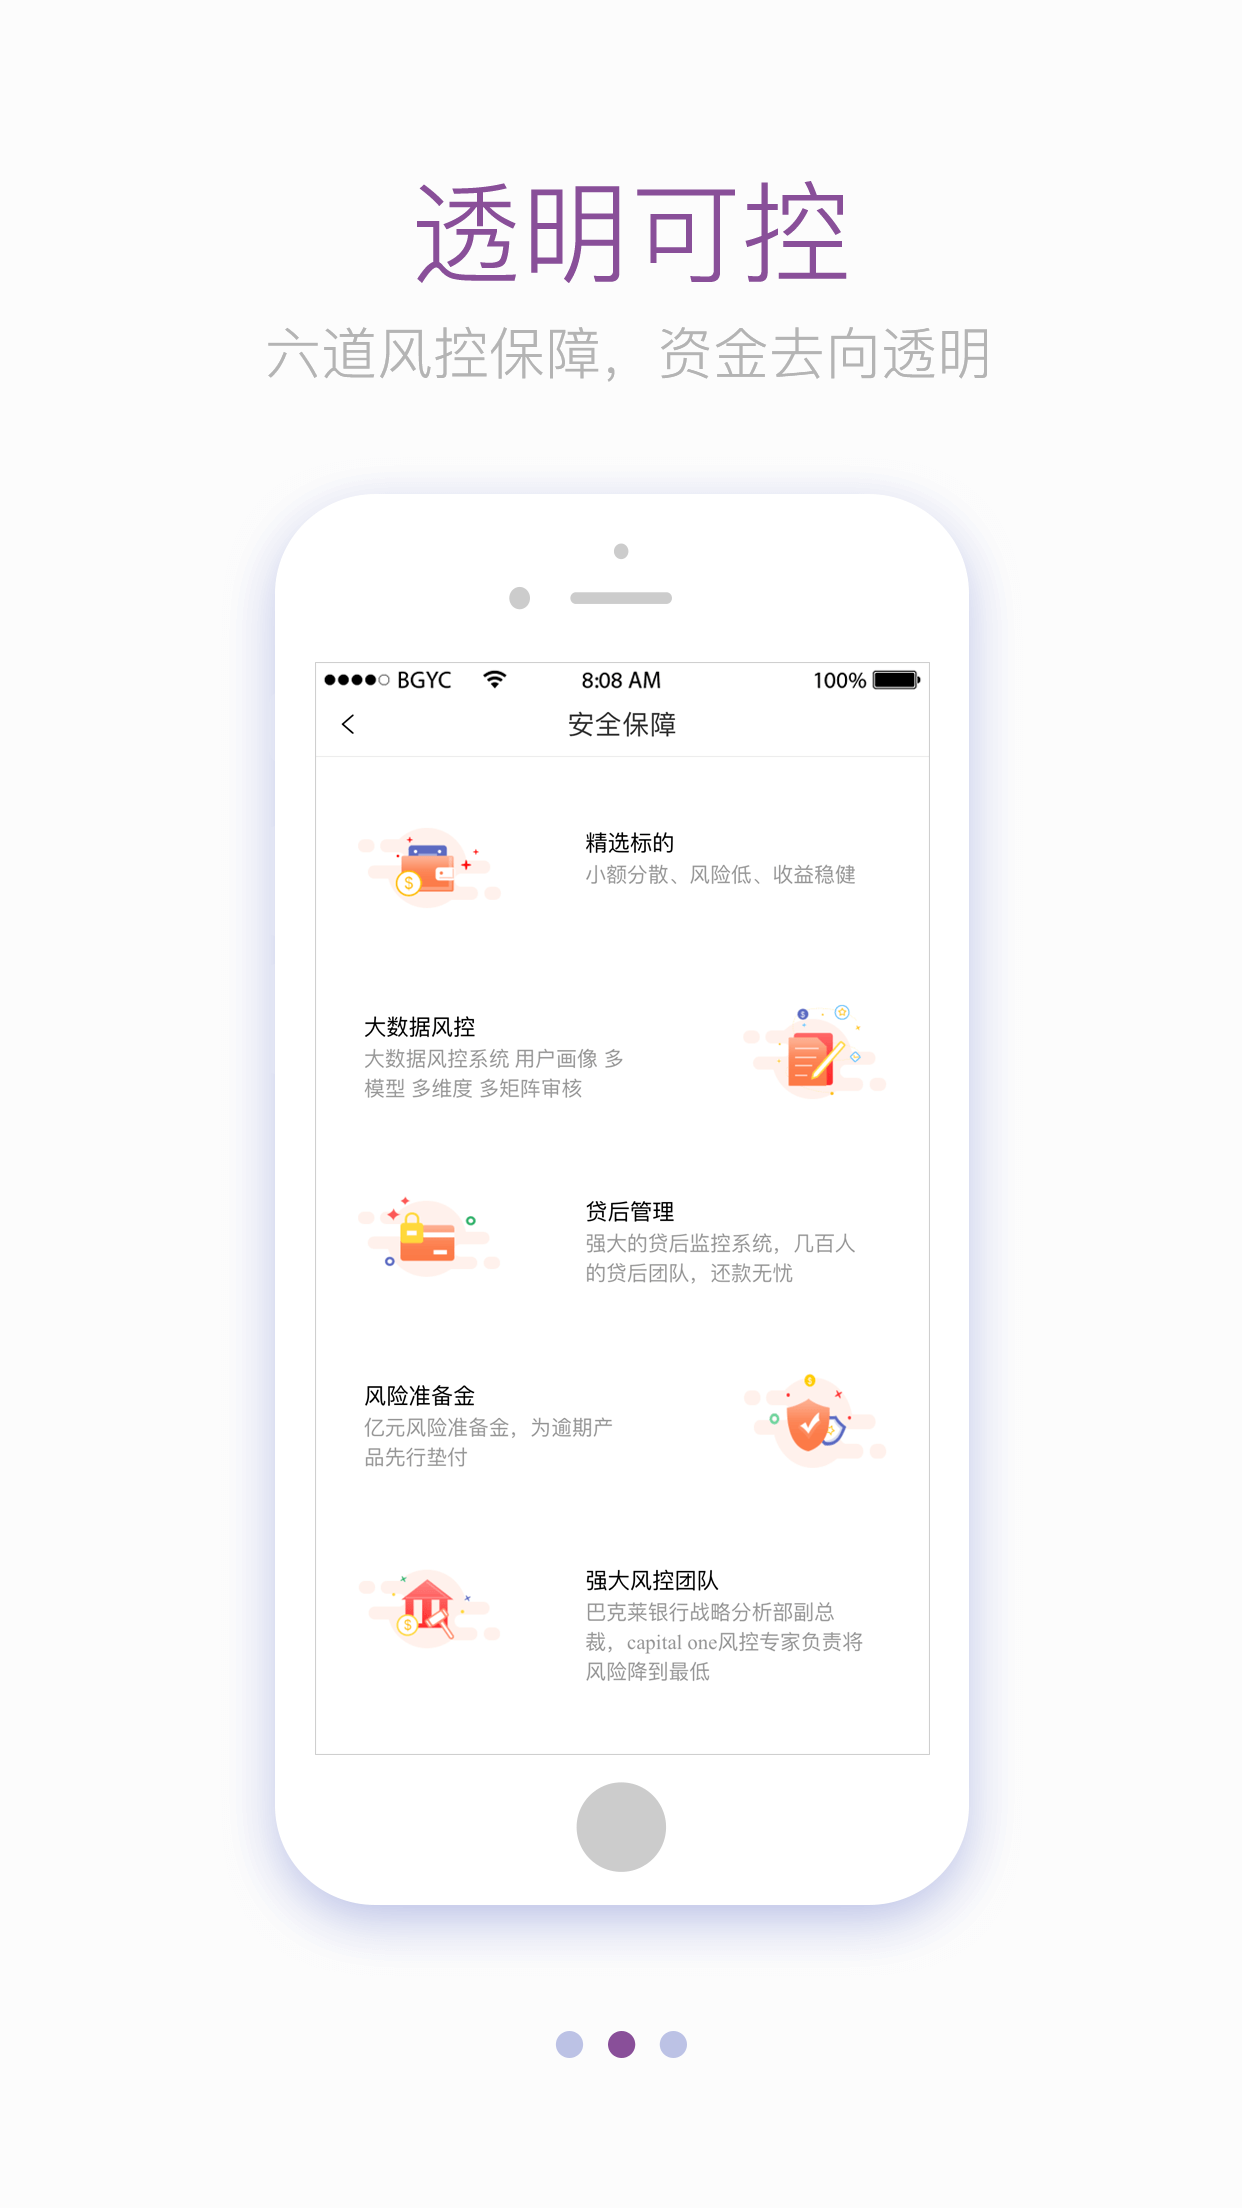 透明可控
六道风控保障，资金去向透明
BGYC 8:08 AM 100%
安全保障
精选标的
小额分散、风险低、收益稳健
大数据风控
大数据风控系统 用户画像 多
模型 多维度 多矩阵审核
贷后管理
强大的贷后监控系统，几百人
的贷后团队，还款无忧
风险准备金
亿元风险准备金，为逾期产
品先行垫付
强大风控团队
巴克莱银行战略分析部副总
裁，capital one风控专家负责将
风险降到最低